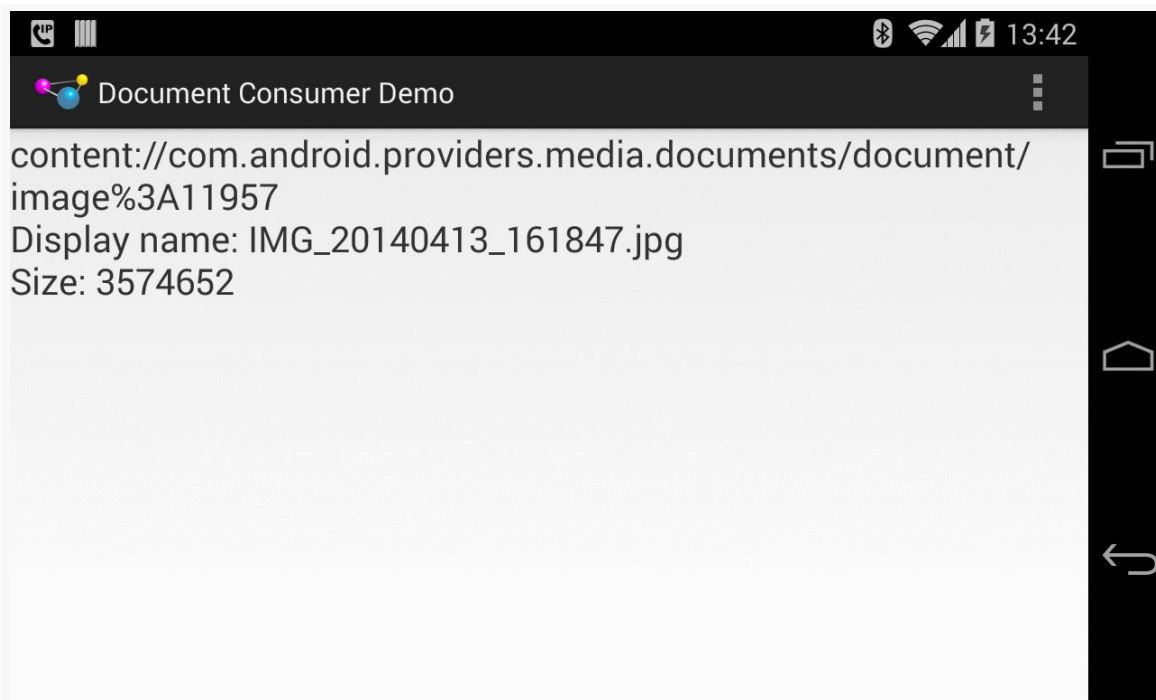 IP
13:42
Document Consumer Demo
content://com.android.providers.media.documents/document/
image%3A11957
Display name: IMG_20140413_161847.jpg
Size: 3574652